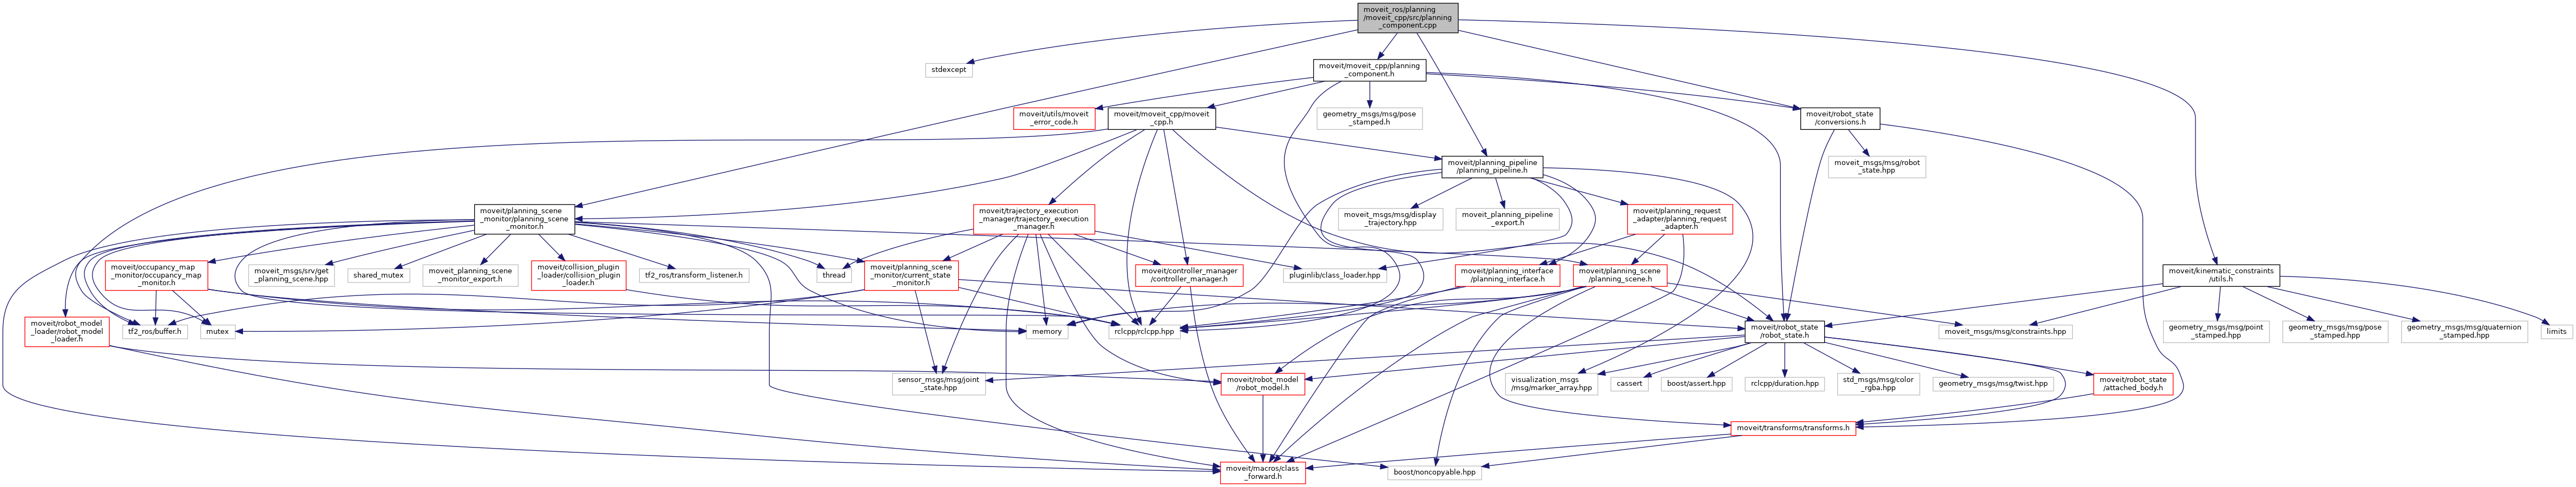 moveit_ros/planning
/moveit_cpp/src/planning
_component.cpp
stdexcept
moveit/moveit_cpp/planning
_component.h
moveit/utils/moveit
_error_code.h
moveit/moveit_cpp/moveit
_cpp.h
geometry_msgs/msg/pose
_stamped.h
moveit/robot_state
/conversions.h
moveit/planning_pipeline
/planning_pipeline.h
moveit_msgs/msg/robot
_state.hpp
moveit/planning_scene
_monitor/planning_scene
_monitor.h
moveit/trajectory_execution
_manager/trajectory_execution
_manager.h
moveit_msgs/msg/display
_trajectory.hpp
moveit_planning_pipeline
_export.h
moveit/planning_request
_adapter/planning_request
_adapter.h
moveit/occupancy_map
_monitor/occupancy_map
_monitor.h
moveit_msgs/srv/get
_planning_scene.hpp
shared_mutex
moveit_planning_scene
_monitor_export.h
moveit/collision_plugin
_loader/collision_plugin
_loader.h
tf2_ros/transform_listener.h
thread
moveit/planning_scene
_monitor/current_state
_monitor.h
moveit/controller_manager
/controller_manager.h
pluginlib/class_loader.hpp
moveit/planning_interface
/planning_interface.h
moveit/planning_scene
/planning_scene.h
moveit/kinematic_constraints
/utils.h
moveit/robot_model
_loader/robot_model
_loader.h
tf2_ros/buffer.h
mutex
memory
rclcpp/rclcpp.hpp
moveit/robot_state
/robot_state.h
moveit_msgs/msg/constraints.hpp
geometry_msgs/msg/point
_stamped.hpp
geometry_msgs/msg/pose
_stamped.hpp
geometry_msgs/msg/quaternion
_stamped.hpp
limits
sensor_msgs/msg/joint
_state.hpp
moveit/robot_model
/robot_model.h
visualization_msgs
/msg/marker_array.hpp
cassert
boost/assert.hpp
rclcpp/duration.hpp
std_msgs/msg/color
_rgba.hpp
geometry_msgs/msg/twist.hpp
moveit/robot_state
/attached_body.h
moveit/transforms/transforms.h
moveit/macros/class
_forward.h
boost/noncopyable.hpp